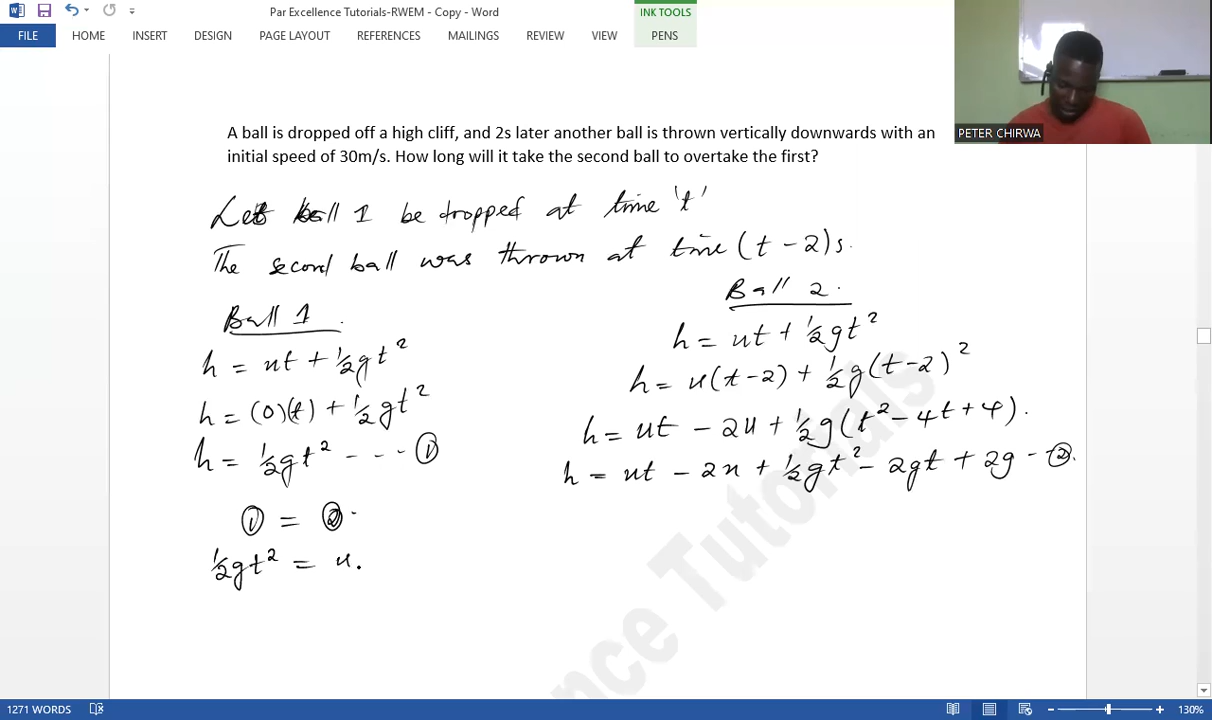 Par Excellence Tutorials-RWEM - Copy - Word
INK TOOLS
FILE HOME INSERT DESIGN PAGE LAYOUT REFERENCES MAILINGS REVIEW VIEW PENS
PETER CHIRWA
A ball is dropped off a high cliff, and 2s later another ball is thrown vertically downwards with an
initial speed of 30m/s. How long will it take the second ball to overtake the first?
Let ball 1 be dropped at time 't'
The second ball was thrown at time (t - 2)s.
Ball 1.
h = ut + ½gt²
h = (0)(t) + ½gt²
h = ½gt² - - - ①
① = ②.
½gt² = u.
Ball 2.
h = ut + ½gt²
h = u(t-2) + ½g(t-2)²
h = ut - 2u + ½g(t² - 4t + 4).
h = ut - 2u + ½gt² - 2gt + 2g - ②.
nce Tutorials
1271 WORDS
130%